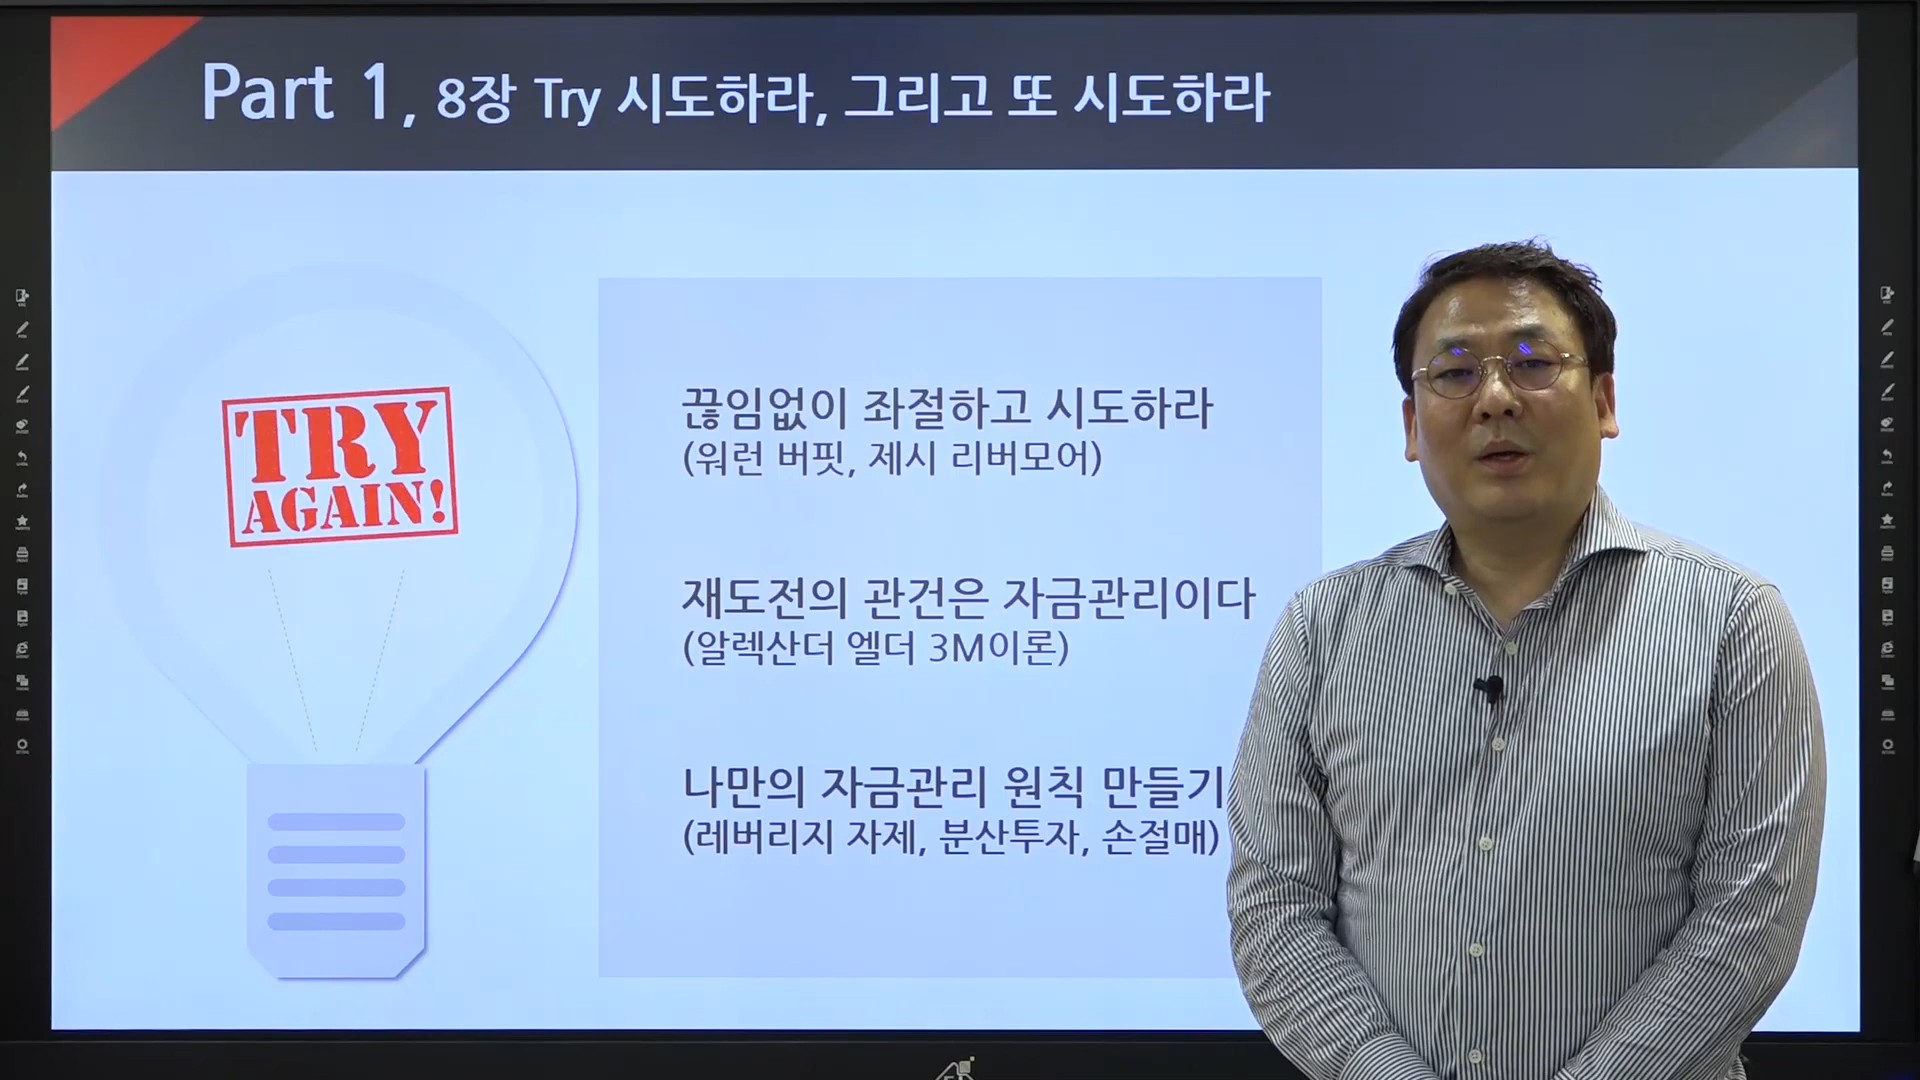 Part 1, 8장 Try 시도하라, 그리고 또 시도하라
TRY
AGAIN!
끊임없이 좌절하고 시도하라
(워런 버핏, 제시 리버모어)
재도전의 관건은 자금관리이다
(알렉산더 엘더 3M이론)
나만의 자금관리 원칙 만들기
(레버리지 자제, 분산투자, 손절매)